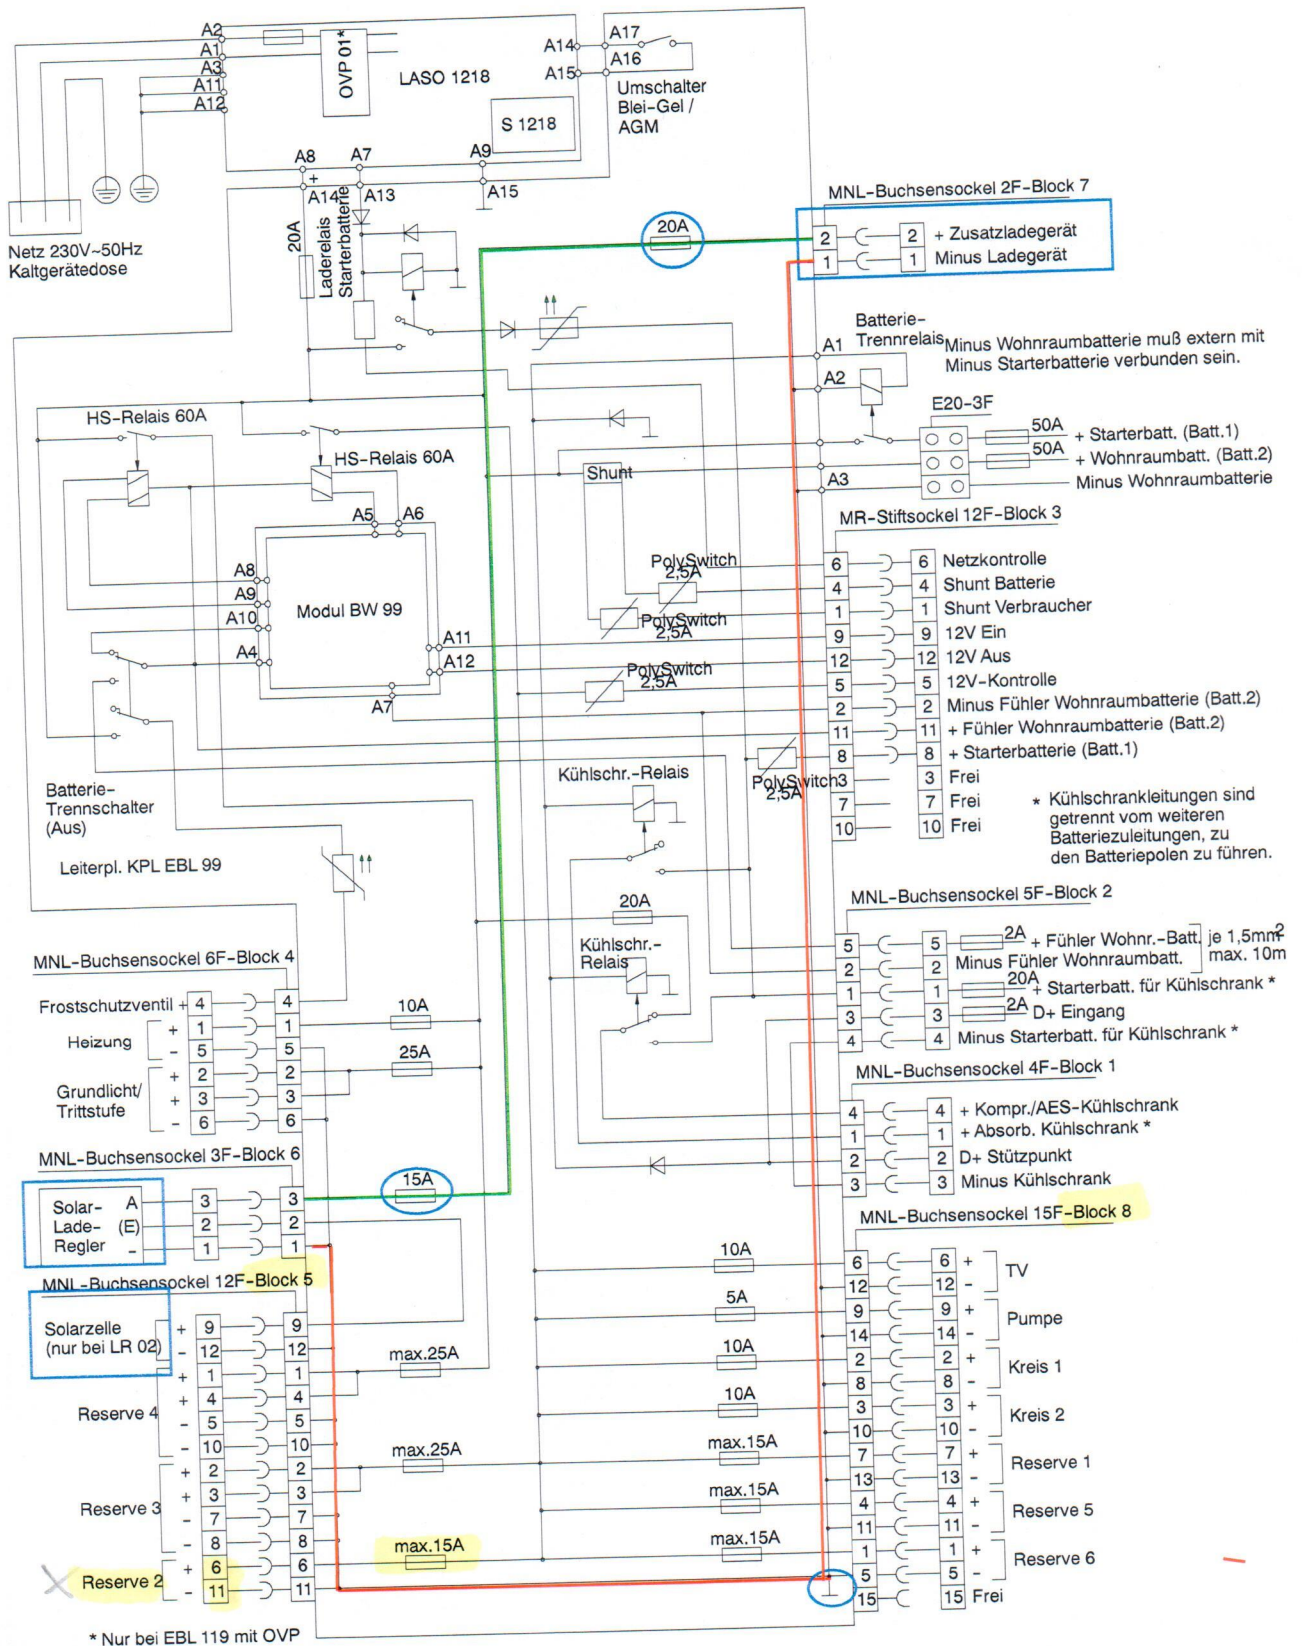 A2
A1
A3
A11
A12
OVP 01*
LASO 1218
S 1218
A14
A15
A17
A16
Umschalter
Blei-Gel /
AGM
A8
A7
A9
+
A14
A13
A15
20A
Laderelais
Starterbatterie
Netz 230V~50Hz
Kaltgerätedose
20A
MNL-Buchsensockel 2F-Block 7
2 2 + Zusatzladegerät
1 1 Minus Ladegerät
Batterie-
Trennrelais
Minus Wohnraumbatterie muß extern mit
Minus Starterbatterie verbunden sein.
A1
A2
A3
E20-3F
50A + Starterbatt. (Batt.1)
50A + Wohnraumbatt. (Batt.2)
Minus Wohnraumbatterie
HS-Relais 60A
HS-Relais 60A
Shunt
A5 A6
A8
A9
A10
A4
Modul BW 99
A11
A12
A7
PolySwitch
2,5A
PolySwitch
2,5A
PolySwitch
2,5A
PolySwitch
2,5A
MR-Stiftsockel 12F-Block 3
6 6 Netzkontrolle
4 4 Shunt Batterie
1 1 Shunt Verbraucher
9 9 12V Ein
12 12 12V Aus
5 5 12V-Kontrolle
2 2 Minus Fühler Wohnraumbatterie (Batt.2)
11 11 + Fühler Wohnraumbatterie (Batt.2)
8 8 + Starterbatterie (Batt.1)
3 3 Frei
7 7 Frei
10 10 Frei
* Kühlschrankleitungen sind
getrennt vom weiteren
Batteriezuleitungen, zu
den Batteriepolen zu führen.
Batterie-
Trennschalter
(Aus)
Leiterpl. KPL EBL 99
Kühlschr.-Relais
20A
Kühlschr.-
Relais
MNL-Buchsensockel 5F-Block 2
5 5 2A + Fühler Wohnr.-Batt.
2 2 Minus Fühler Wohnraumbatt.
je 1,5mm2
max. 10m
1 1 20A + Starterbatt. für Kühlschrank *
3 3 2A D+ Eingang
4 4 Minus Starterbatt. für Kühlschrank *
MNL-Buchsensockel 4F-Block 1
4 4 + Kompr./AES-Kühlschrank
1 1 + Absorb. Kühlschrank *
2 2 D+ Stützpunkt
3 3 Minus Kühlschrank
MNL-Buchsensockel 6F-Block 4
Frostschutzventil + 4 4
Heizung + 1 1 10A
- 5 5
Grundlicht/
Trittstufe
+ 2 2 25A
+ 3 3
- 6 6
MNL-Buchsensockel 3F-Block 6
Solar-
Lade-
Regler
A 3 3 15A
(E) 2 2
- 1 1
MNL-Buchsensockel 12F-Block 5
Solarzelle
(nur bei LR 02)
+ 9 9
- 12 12
Reserve 4
+ 1 1 max.25A
+ 4 4
- 5 5
- 10 10
Reserve 3
+ 2 2 max.25A
+ 3 3
- 7 7
- 8 8
Reserve 2
+ 6 6 max.15A
- 11 11
MNL-Buchsensockel 15F-Block 8
10A 6 6 + TV
12 12 -
5A 9 9 + Pumpe
14 14 -
10A 2 2 + Kreis 1
8 8 -
10A 3 3 + Kreis 2
10 10 -
max.15A 7 7 + Reserve 1
13 13 -
max.15A 4 4 + Reserve 5
11 11 -
max.15A 1 1 + Reserve 6
5 5 -
15 15 Frei
* Nur bei EBL 119 mit OVP